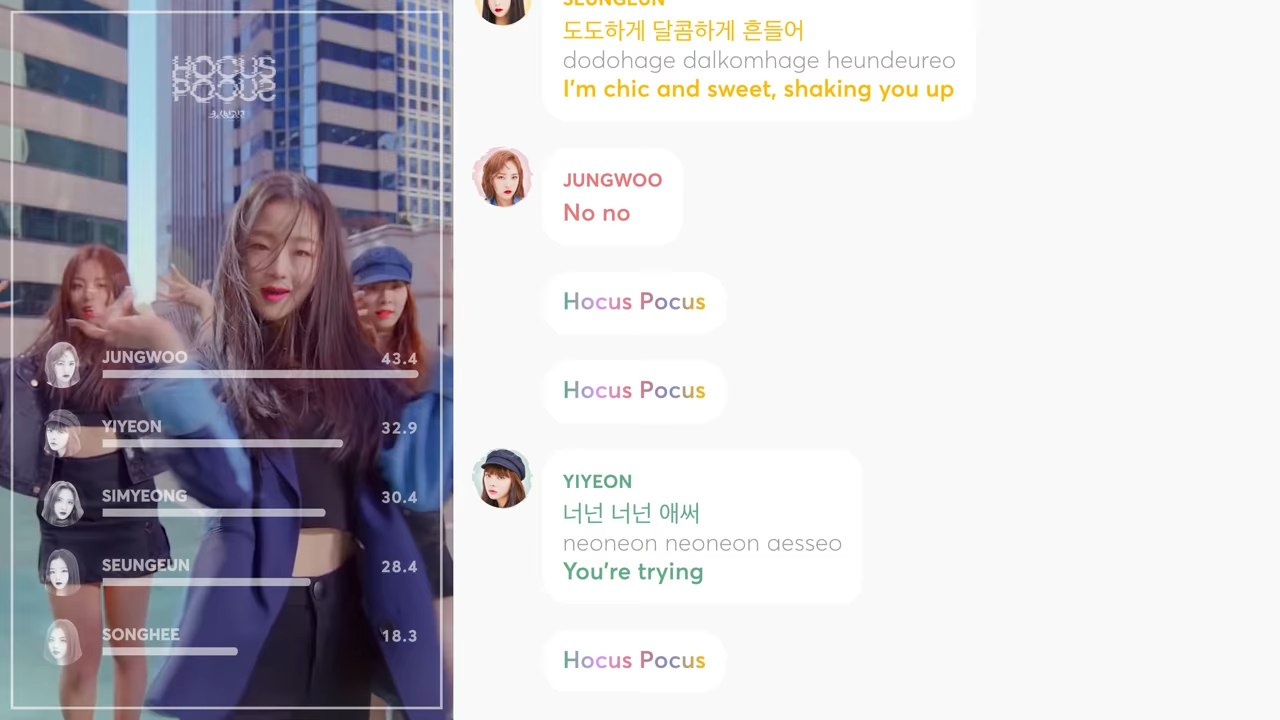 HOCUS
POCUS
JUNGWOO 43.4
YIYEON 32.9
SIMYEONG 30.4
SEUNGEUN 28.4
SONGHEE 18.3
SEUNGEUN
도도하게 달콤하게 흔들어
dodohage dalkomhage heundeureo
I'm chic and sweet, shaking you up
JUNGWOO
No no
Hocus Pocus
Hocus Pocus
YIYEON
너넌 너넌 애써
neoneon neoneon aesseo
You're trying
Hocus Pocus